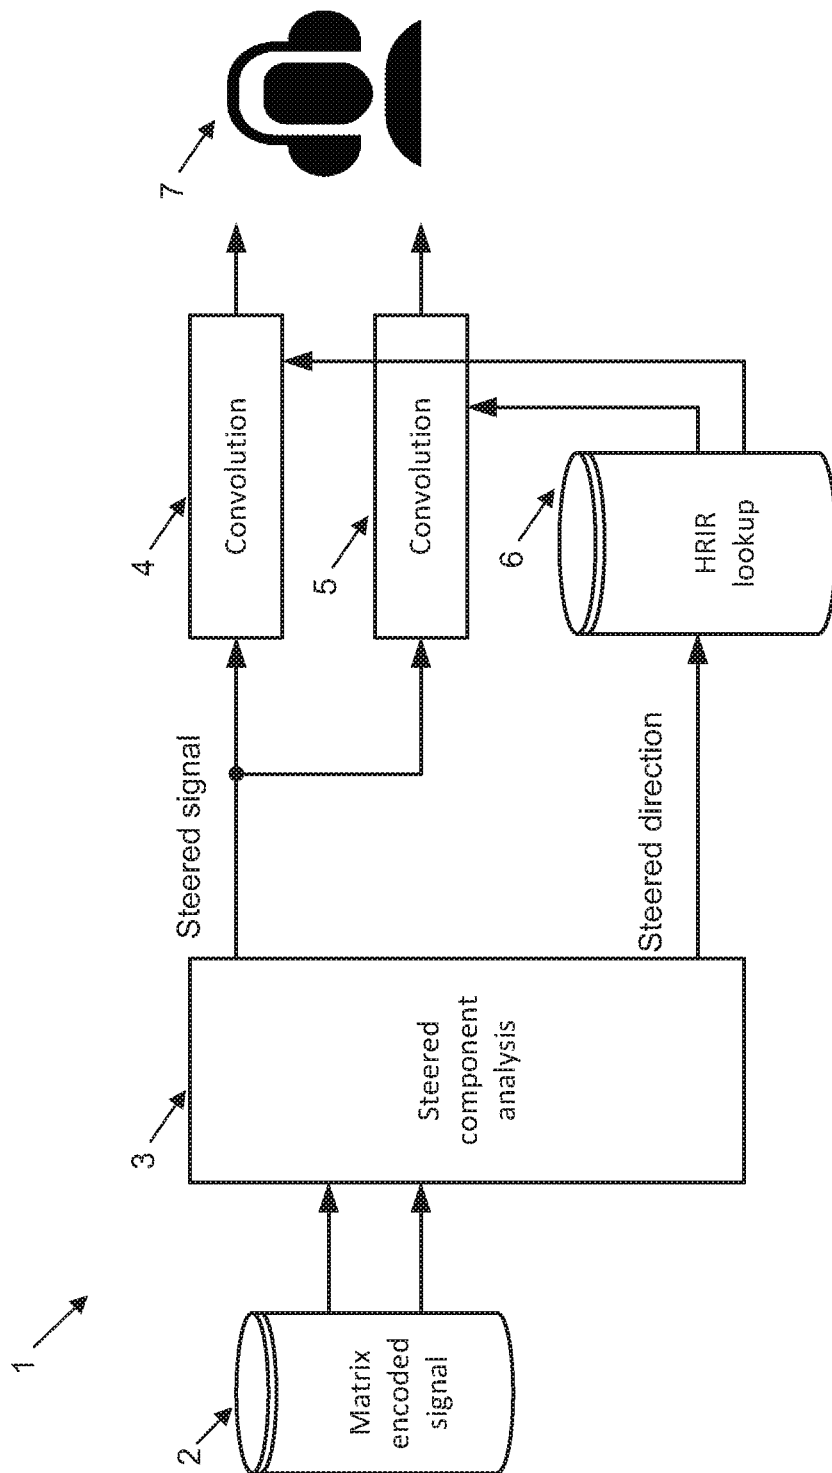 1
2
Matrix
encoded
signal
3
Steered
component
analysis
Steered signal
Steered direction
4
Convolution
5
Convolution
6
HRIR
lookup
7